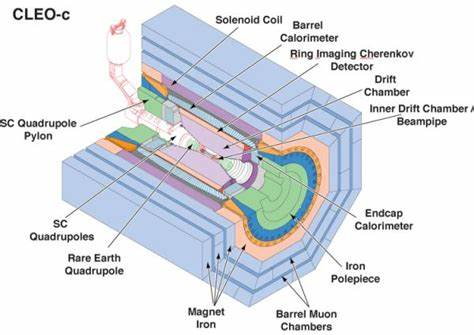 CLEO-c
Solenoid Coil
Barrel
Calorimeter
Ring Imaging Cherenkov
Detector
Drift
Chamber
Inner Drift Chamber /
Beampipe
SC Quadrupole
Pylon
SC
Quadrupoles
Rare Earth
Quadrupole
Magnet
Iron
Barrel Muon
Chambers
Iron
Polepiece
Endcap
Calorimeter